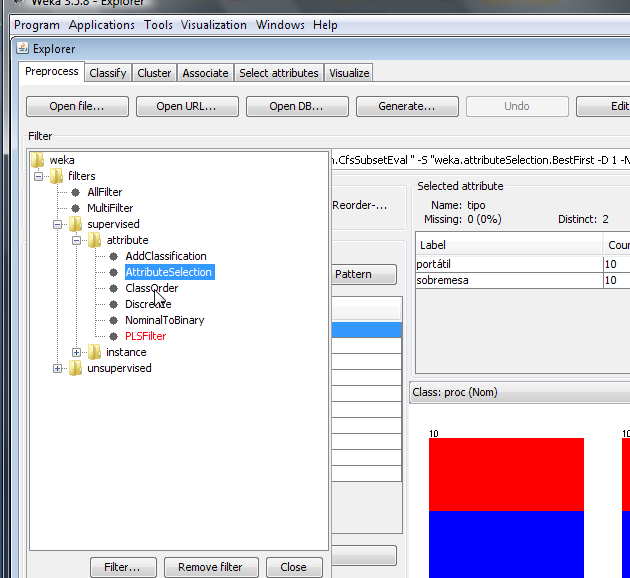 Weka 3.5.8 - Explorer
Program Applications Tools Visualization Windows Help
Explorer
Preprocess Classify Cluster Associate Select attributes Visualize
Open file... Open URL... Open DB... Generate... Undo Edit
Filter
weka
n.CfsSubsetEval " -S "weka.attributeSelection.BestFirst -D 1 -N
filters
AllFilter
MultiFilter
supervised
attribute
AddClassification
AttributeSelection
ClassOrder
Discretize
NominalToBinary
PLSFilter
instance
unsupervised
Filter... Remove filter Close
Reorder-...
Pattern
Selected attribute
Name: tipo
Missing: 0 (0%) Distinct: 2
Label Cour
portátil 10
sobremesa 10
Class: proc (Nom)
10 10